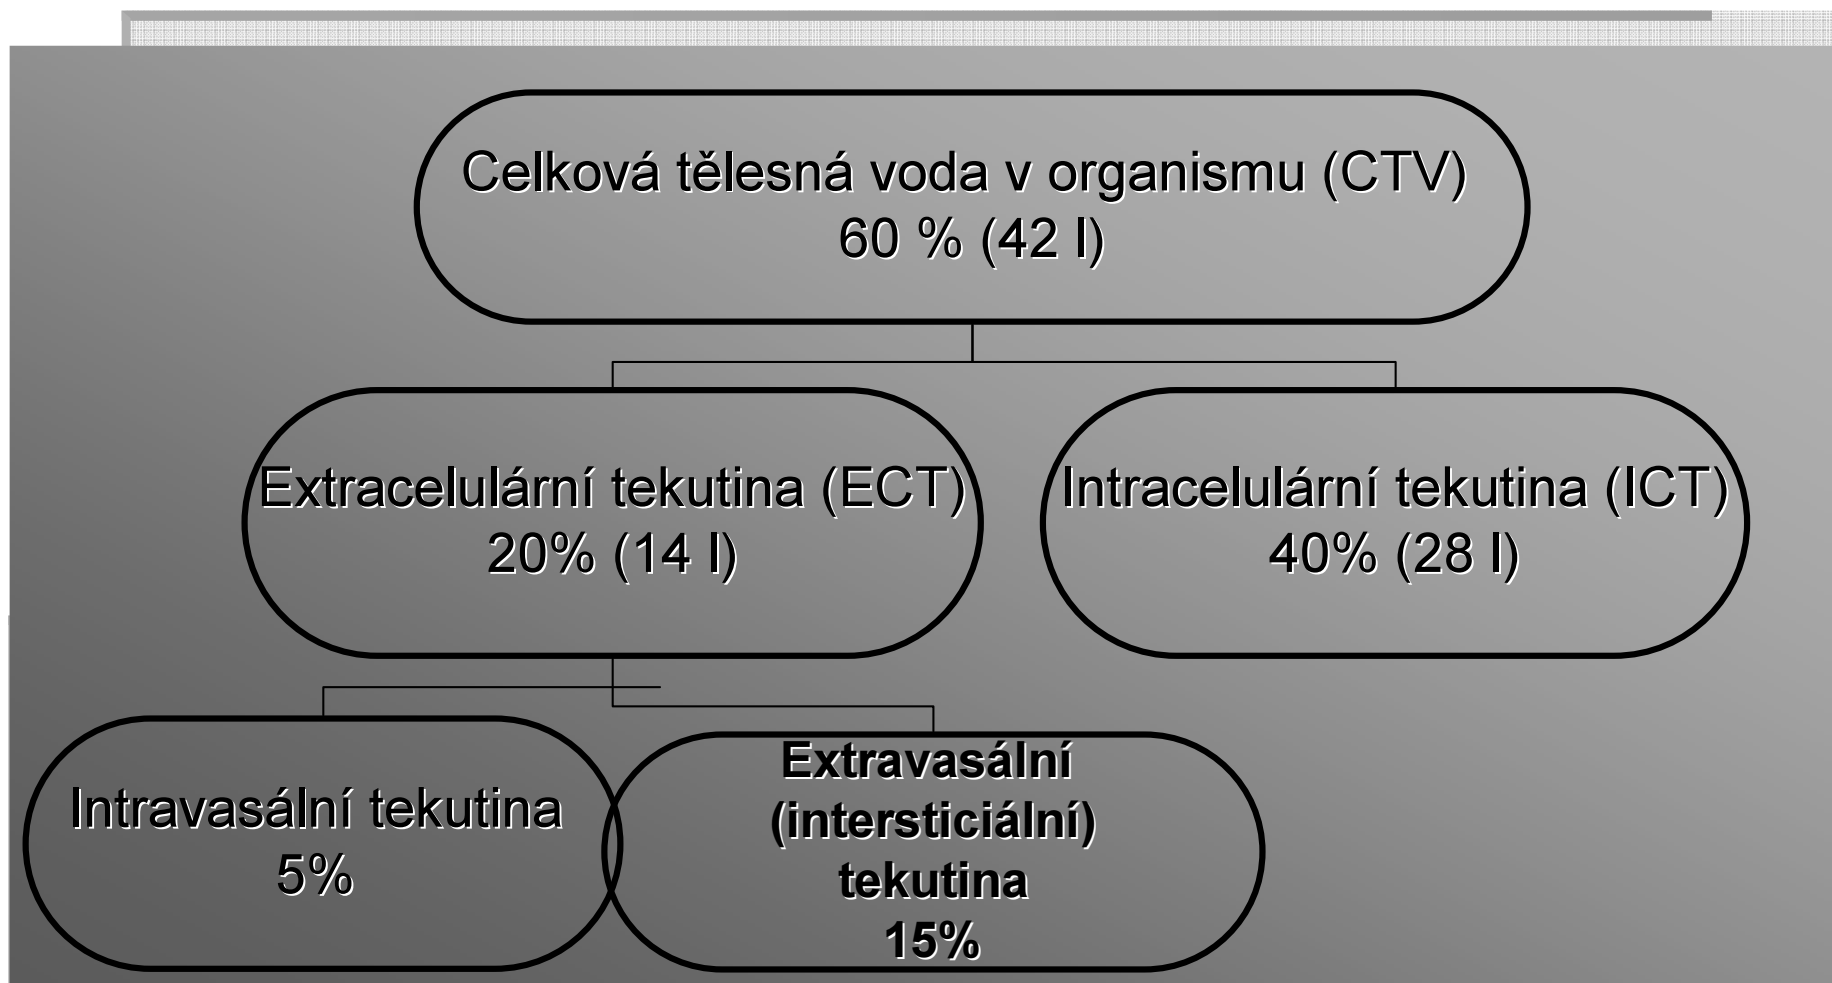 Celková tělesná voda v organismu (CTV)
60 % (42 l)
Extracelulární tekutina (ECT)
20% (14 l)
Intracelulární tekutina (ICT)
40% (28 l)
Intravasální tekutina
5%
Extravasální
(intersticiální)
tekutina
15%